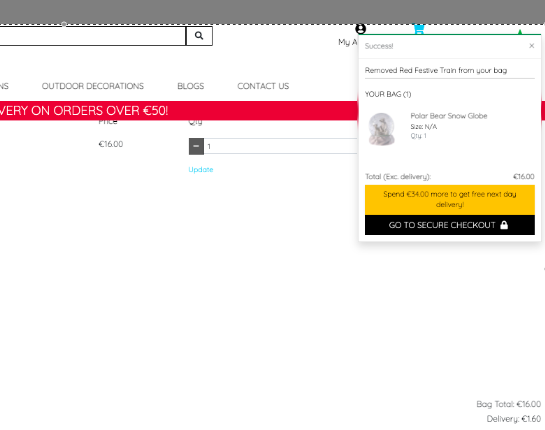 My A
Success!
×
Removed Red Festive Train from your bag
YOUR BAG (1)
Polar Bear Snow Globe
Size: N/A
Qty: 1
Total (Exc. delivery): €16.00
Spend €34.00 more to get free next day
delivery!
GO TO SECURE CHECKOUT
NS OUTDOOR DECORATIONS BLOGS CONTACT US
VERY ON ORDERS OVER €50!
Price Qty
€16.00 1
Update
Bag Total: €16.00
Delivery: €1.60